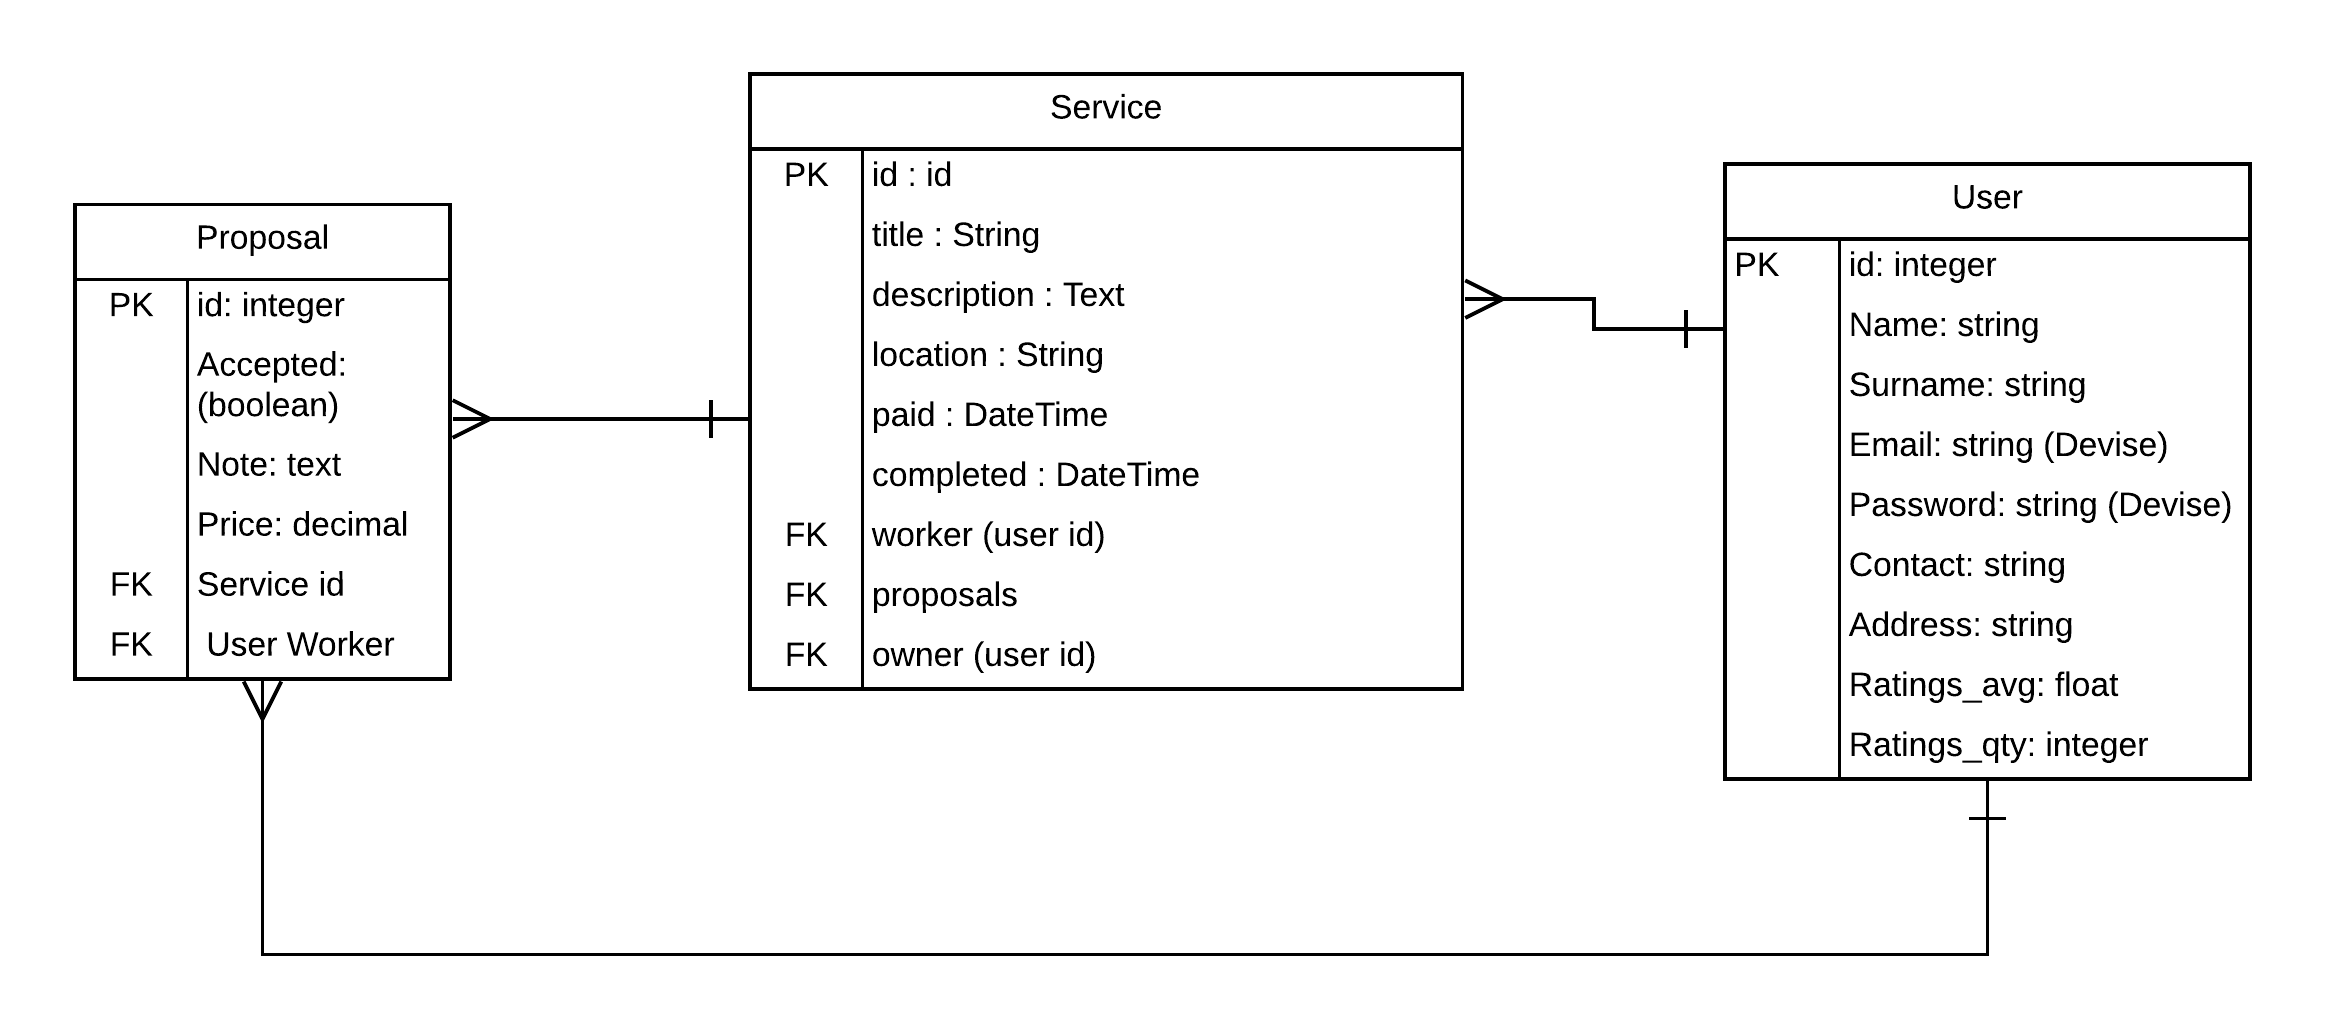 Proposal
PK id: integer
Accepted:
(boolean)
Note: text
Price: decimal
FK Service id
FK User Worker
Service
PK id : id
title : String
description : Text
location : String
paid : DateTime
completed : DateTime
FK worker (user id)
FK proposals
FK owner (user id)
User
PK id: integer
Name: string
Surname: string
Email: string (Devise)
Password: string (Devise)
Contact: string
Address: string
Ratings_avg: float
Ratings_qty: integer